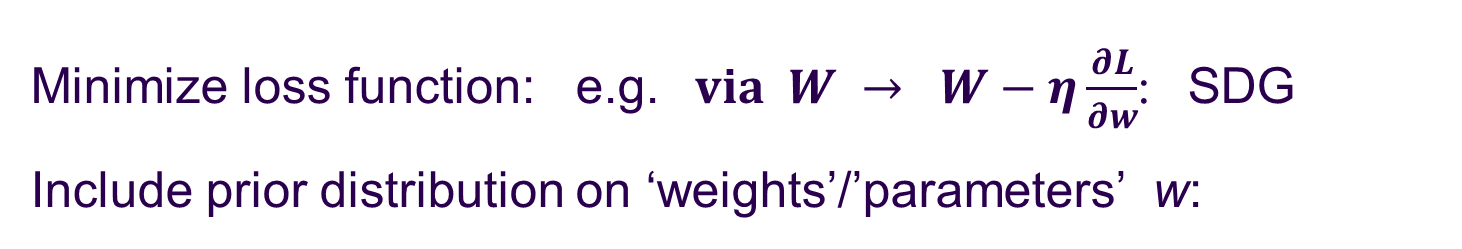 Minimize loss function: e.g. via W → W − η ∂L/∂w: SDG
Include prior distribution on ‘weights’/’parameters’ w: